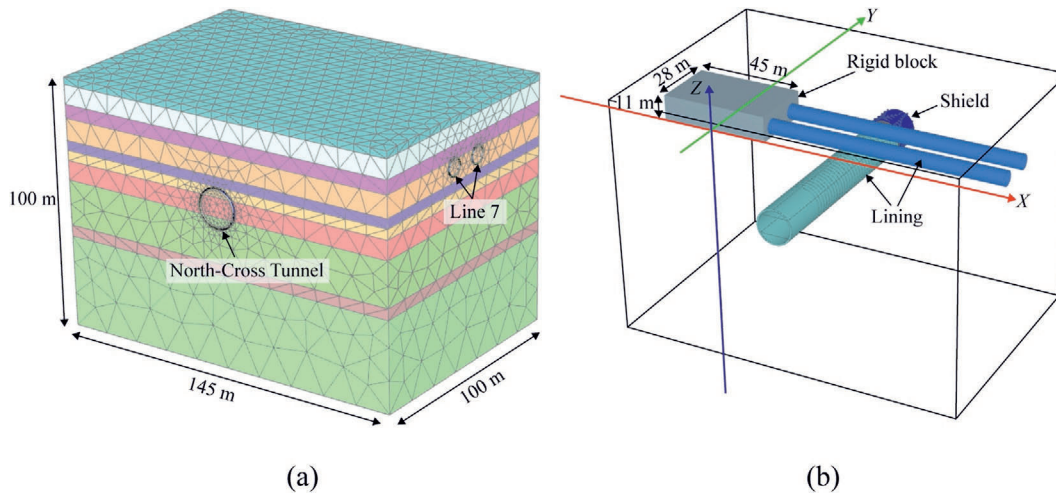 100 m
Line 7
North-Cross Tunnel
145 m
100 m
(a)
Y
28 m
45 m
Rigid block
11 m
Z
Shield
Lining
X
(b)